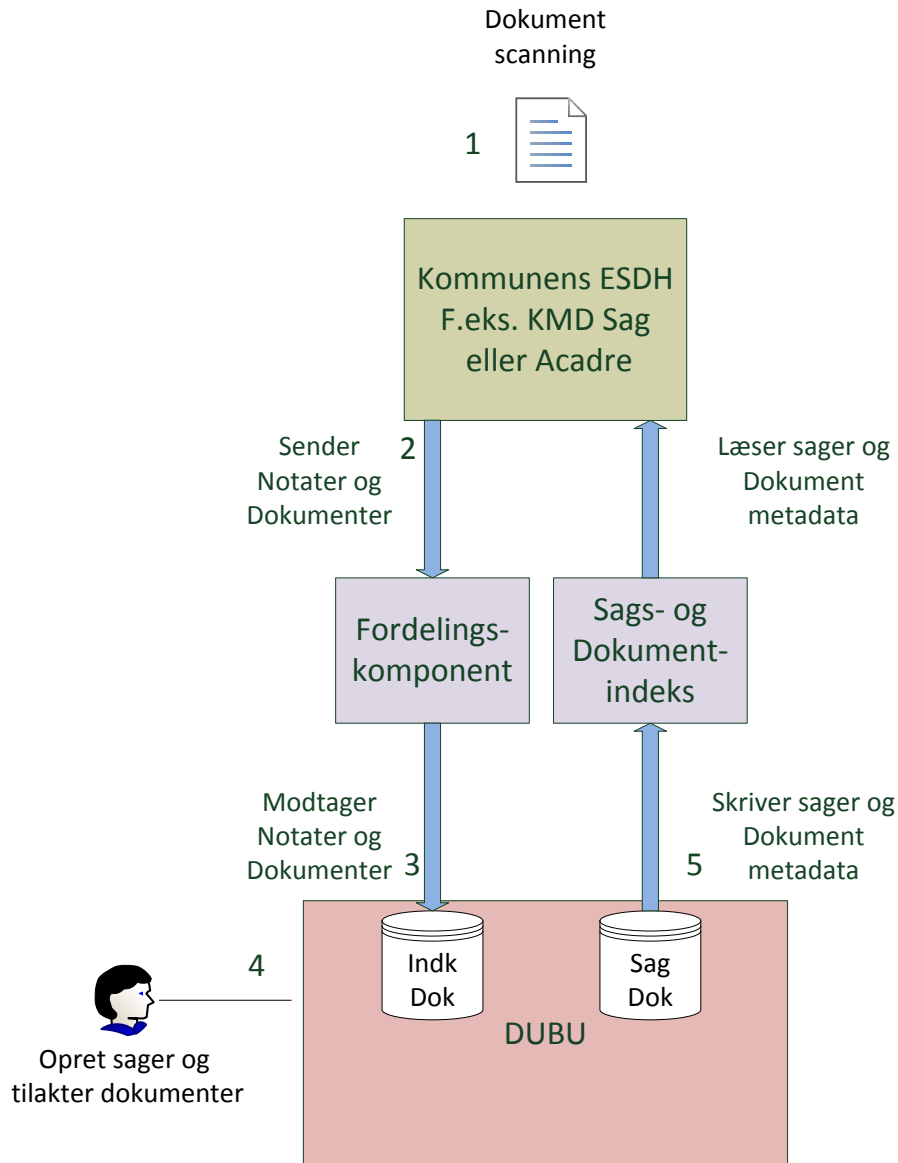 Dokument
scanning
1
Kommunens ESDH
F.eks. KMD Sag
eller Acadre
Sender
Notater og
Dokumenter
2
Læser sager og
Dokument
metadata
Fordelings-
komponent
Sags- og
Dokument-
indeks
Modtager
Notater og
Dokumenter
3
5
Skriver sager og
Dokument
metadata
4
Indk
Dok
Sag
Dok
DUBU
Opret sager og
tilakter dokumenter